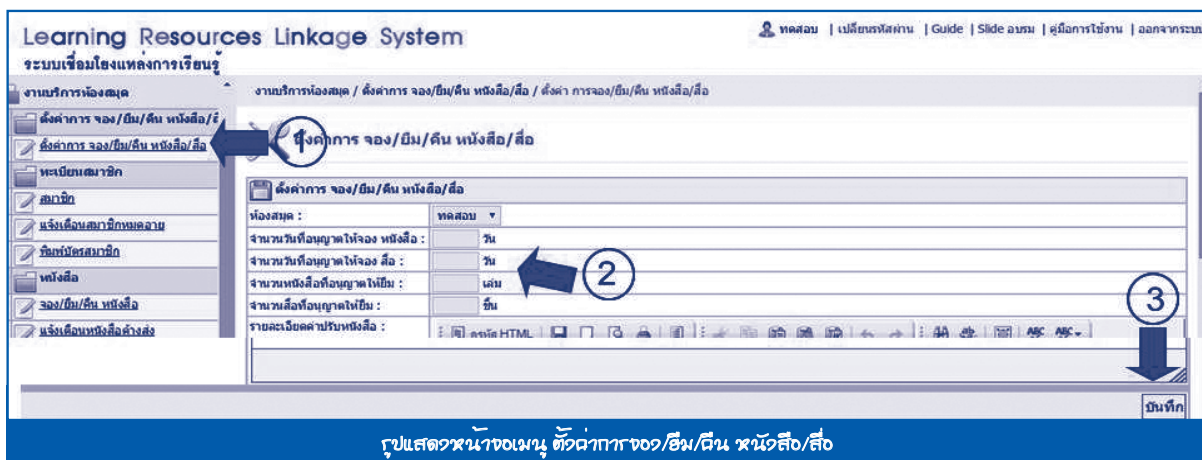 Learning Resources Linkage System
ระบบเชื่อมโยงแหล่งการเรียนรู้
ทดสอบ | เปลี่ยนรหัสผ่าน | Guide | Slide อบรม | คู่มือการใช้งาน | ออกจากระบบ
งานบริการห้องสมุด
ตั้งค่าการ จอง/ยืม/คืน หนังสือ/สื่อ
ตั้งค่าการ จอง/ยืม/คืน หนังสือ/สื่อ
ทะเบียนสมาชิก
สมาชิก
แจ้งเตือนสมาชิกหมดอายุ
พิมพ์บัตรสมาชิก
หนังสือ
จอง/ยืม/คืน หนังสือ
แจ้งเตือนหนังสือค้างส่ง
งานบริการห้องสมุด / ตั้งค่าการ จอง/ยืม/คืน หนังสือ/สื่อ / ตั้งค่า การจอง/ยืม/คืน หนังสือ/สื่อ
1
ตั้งค่าการ จอง/ยืม/คืน หนังสือ/สื่อ
ตั้งค่าการ จอง/ยืม/คืน หนังสือ/สื่อ
ห้องสมุด : ทดสอบ
จำนวนวันที่อนุญาตให้จอง หนังสือ : วัน
จำนวนวันที่อนุญาตให้จอง สื่อ : วัน
จำนวนหนังสือที่อนุญาตให้ยืม : เล่ม
จำนวนสื่อที่อนุญาตให้ยืม : ชิ้น
2
รายละเอียดค่าปรับหนังสือ : ดูรหัส HTML
3
บันทึก
รูปแสดงหน้าจอเมนู ตั้งค่าการจอง/ยืม/คืน หนังสือ/สื่อ